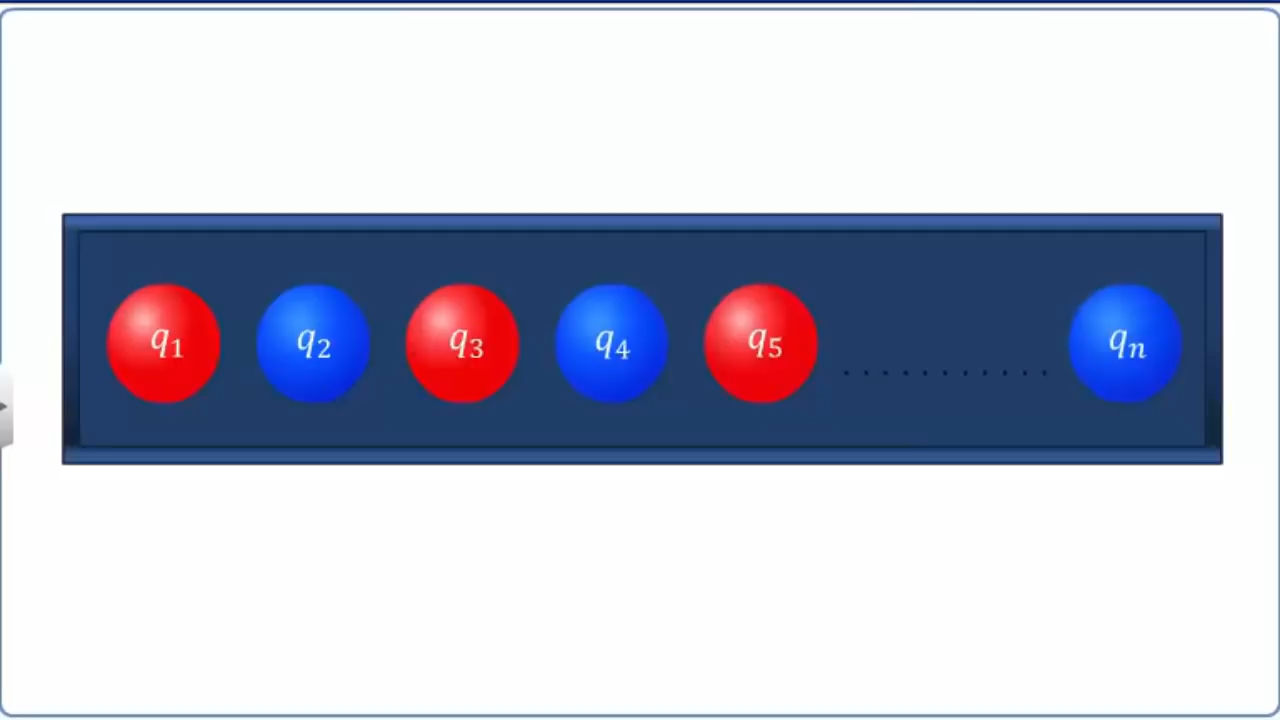 q₁ q₂ q₃ q₄ q₅ ........... qₙ